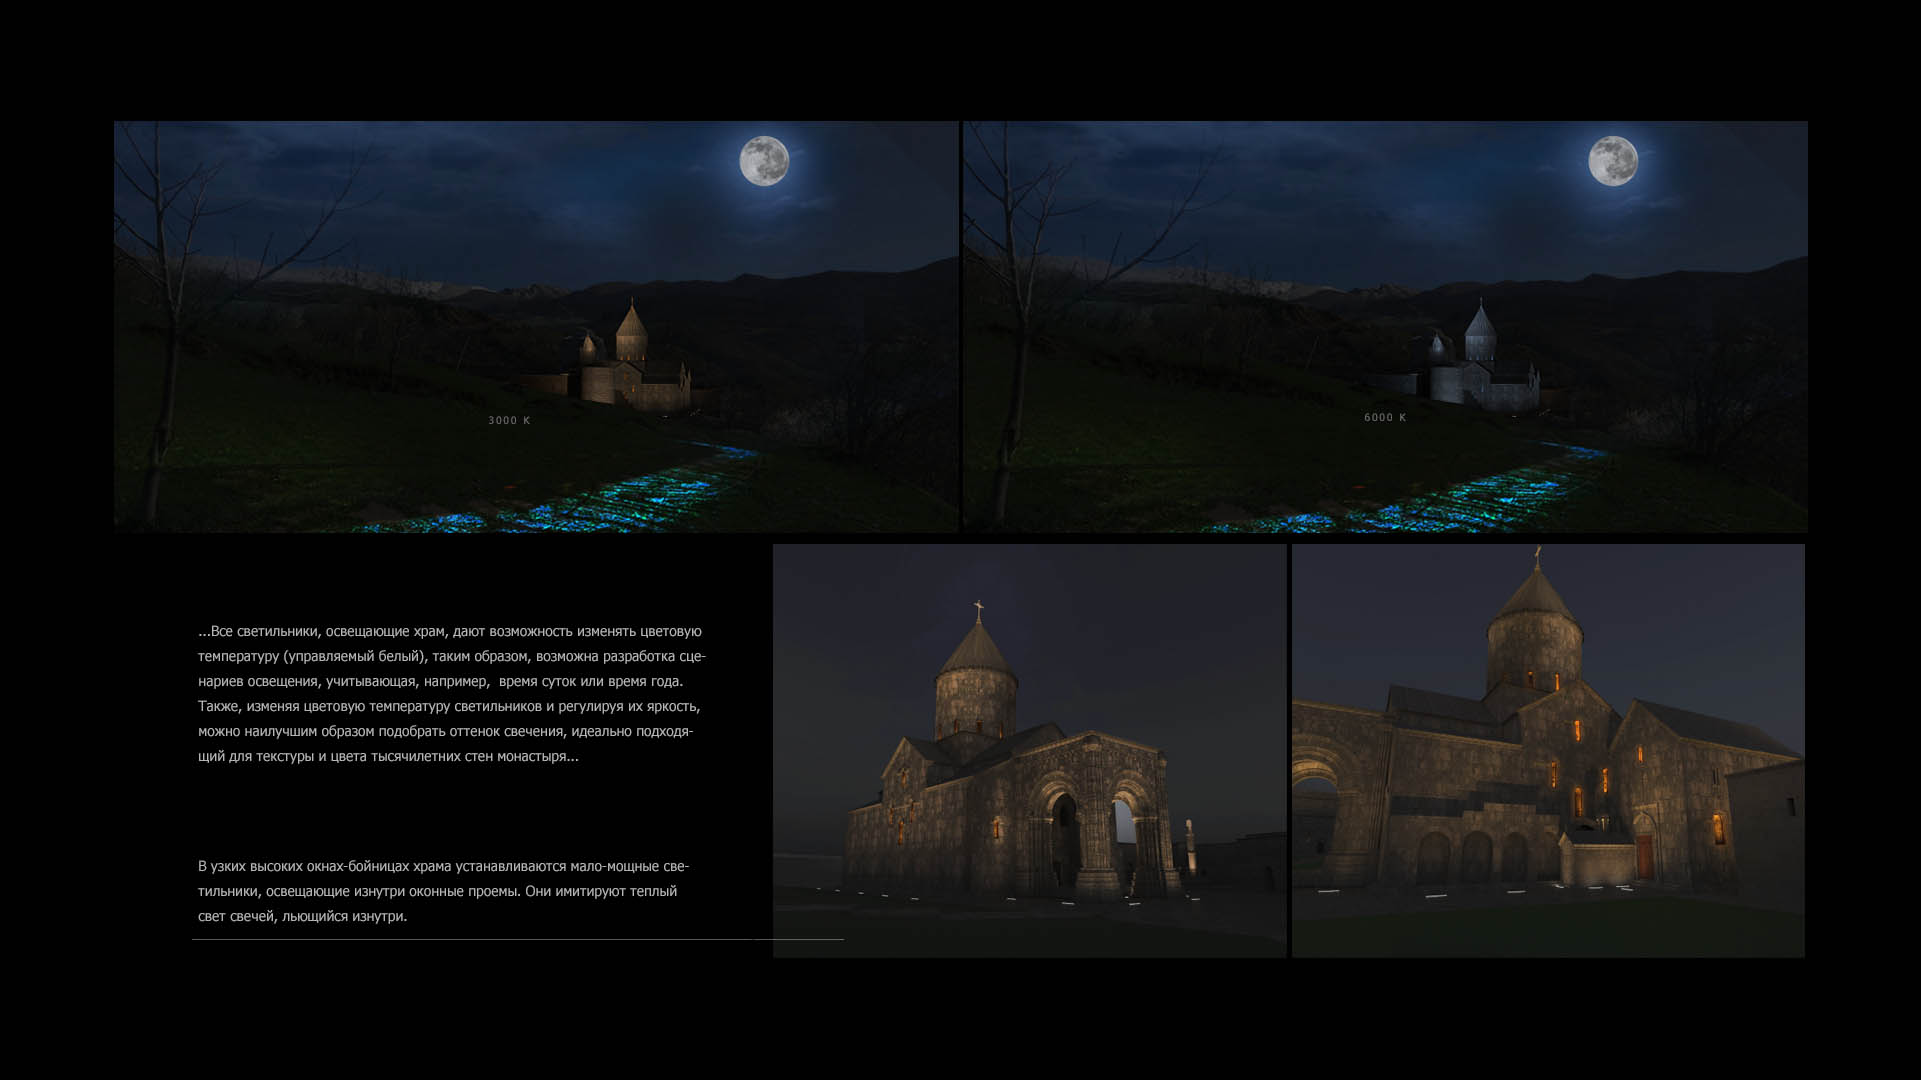 3000 K
6000 K
...Все светильники, освещающие храм, дают возможность изменять цветовую
температуру (управляемый белый), таким образом, возможна разработка сце-
нариев освещения, учитывающая, например,  время суток или время года.
Также, изменяя цветовую температуру светильников и регулируя их яркость,
можно наилучшим образом подобрать оттенок свечения, идеально подходя-
щий для текстуры и цвета тысячилетних стен монастыря...
В узких высоких окнах-бойницах храма устанавливаются мало-мощные све-
тильники, освещающие изнутри оконные проемы. Они имитируют теплый
свет свечей, льющийся изнутри.